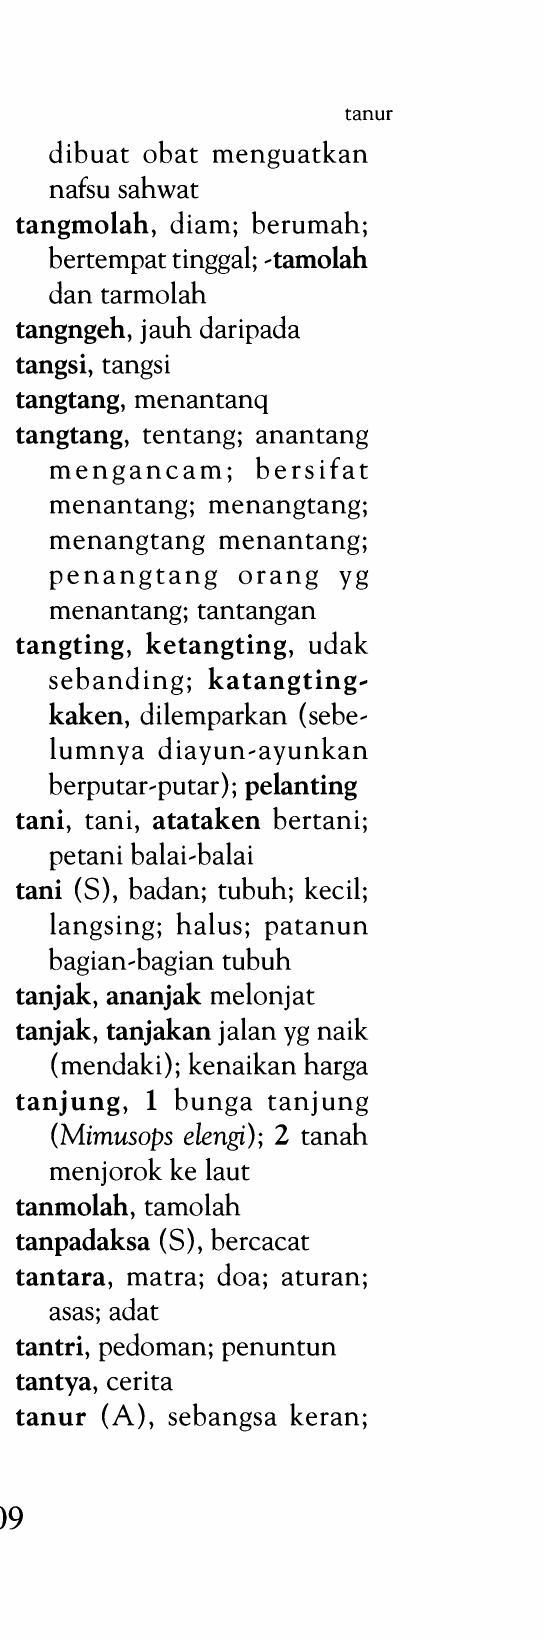 tanur
dibuat obat menguatkan
nafsu sahwat
tangmolah, diam; berumah;
bertempat tinggal; -tamolah
dan tarmolah
tangngeh, jauh daripada
tangsi, tangsi
tangtang, menantanq
tangtang, tentang; anantang
mengancam; bersifat
menantang; menangtang;
menangtang menantang;
penangtang orang yg
menantang; tantangan
tangting, ketangting, udak
sebanding; katangting-
kaken, dilemparkan (sebe-
lumnya diayun-ayunkan
berputar-putar); pelanting
tani, tani, atataken bertani;
petani balai-balai
tani (S), badan; tubuh; kecil;
langsing; halus; patanun
bagian-bagian tubuh
tanjak, ananjak melonjat
tanjak, tanjakan jalan yg naik
(mendaki); kenaikan harga
tanjung, 1 bunga tanjung
(Mimusops elengi); 2 tanah
menjorok ke laut
tanmolah, tamolah
tanpadaksa (S), bercacat
tantara, matra; doa; aturan;
asas; adat
tantri, pedoman; penuntun
tantya, cerita
tanur (A), sebangsa keran;
09